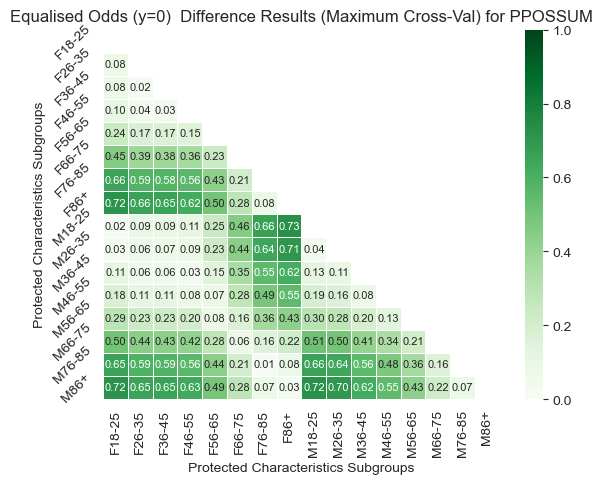 Equalised Odds (y=0)  Difference Results (Maximum Cross-Val) for PPOSSUM
Protected Characteristics Subgroups
F18-25
F26-35 0.08
F36-45 0.08 0.02
F46-55 0.10 0.04 0.03
F56-65 0.24 0.17 0.17 0.15
F66-75 0.45 0.39 0.38 0.36 0.23
F76-85 0.66 0.59 0.58 0.56 0.43 0.21
F86+ 0.72 0.66 0.65 0.62 0.50 0.28 0.08
M18-25 0.02 0.09 0.09 0.11 0.25 0.46 0.66 0.73
M26-35 0.03 0.06 0.07 0.09 0.23 0.44 0.64 0.71 0.04
M36-45 0.11 0.06 0.06 0.03 0.15 0.35 0.55 0.62 0.13 0.11
M46-55 0.18 0.11 0.11 0.08 0.07 0.28 0.49 0.55 0.19 0.16 0.08
M56-65 0.29 0.23 0.23 0.20 0.08 0.16 0.36 0.43 0.30 0.28 0.20 0.13
M66-75 0.50 0.44 0.43 0.42 0.28 0.06 0.16 0.22 0.51 0.50 0.41 0.34 0.21
M76-85 0.65 0.59 0.59 0.56 0.44 0.21 0.01 0.08 0.66 0.64 0.56 0.48 0.36 0.16
M86+ 0.72 0.65 0.65 0.63 0.49 0.28 0.07 0.03 0.72 0.70 0.62 0.55 0.43 0.22 0.07
F18-25 F26-35 F36-45 F46-55 F56-65 F66-75 F76-85 F86+ M18-25 M26-35 M36-45 M46-55 M56-65 M66-75 M76-85 M86+
Protected Characteristics Subgroups
1.0
0.8
0.6
0.4
0.2
0.0